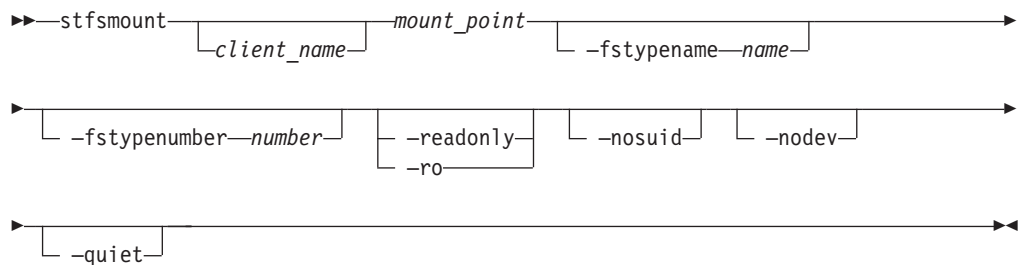 stfsmount client_name mount_point –fstypename name
–fstypenumber number –readonly –nosuid –nodev
–ro
–quiet